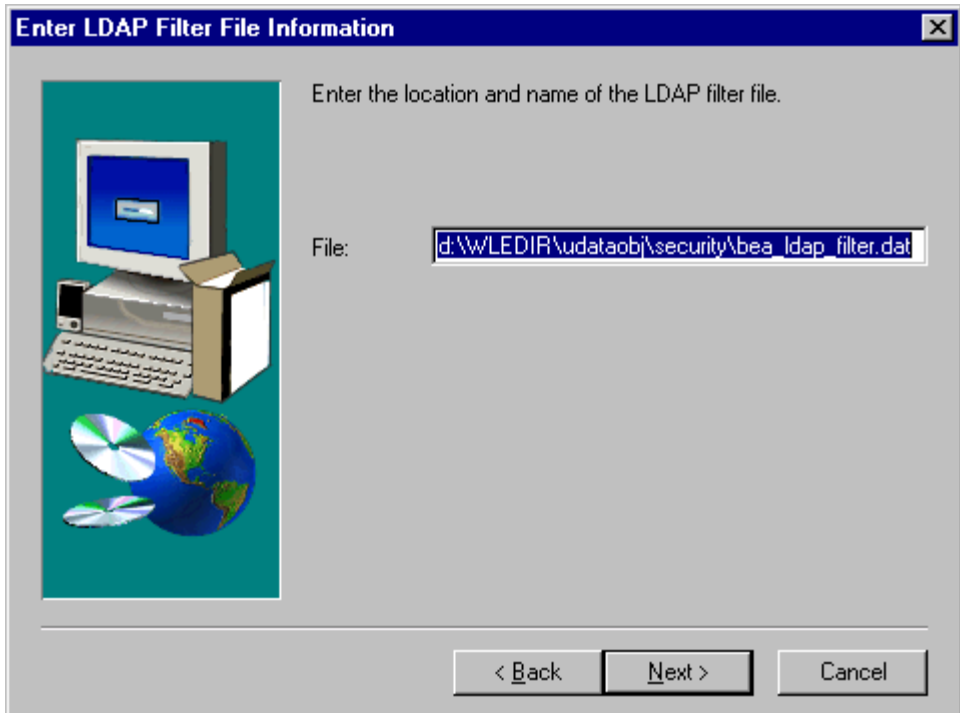 Enter LDAP Filter File Information
Enter the location and name of the LDAP filter file.
File: d:\WLEDIR\udataobj\security\bea_ldap_filter.dat
< Back Next > Cancel